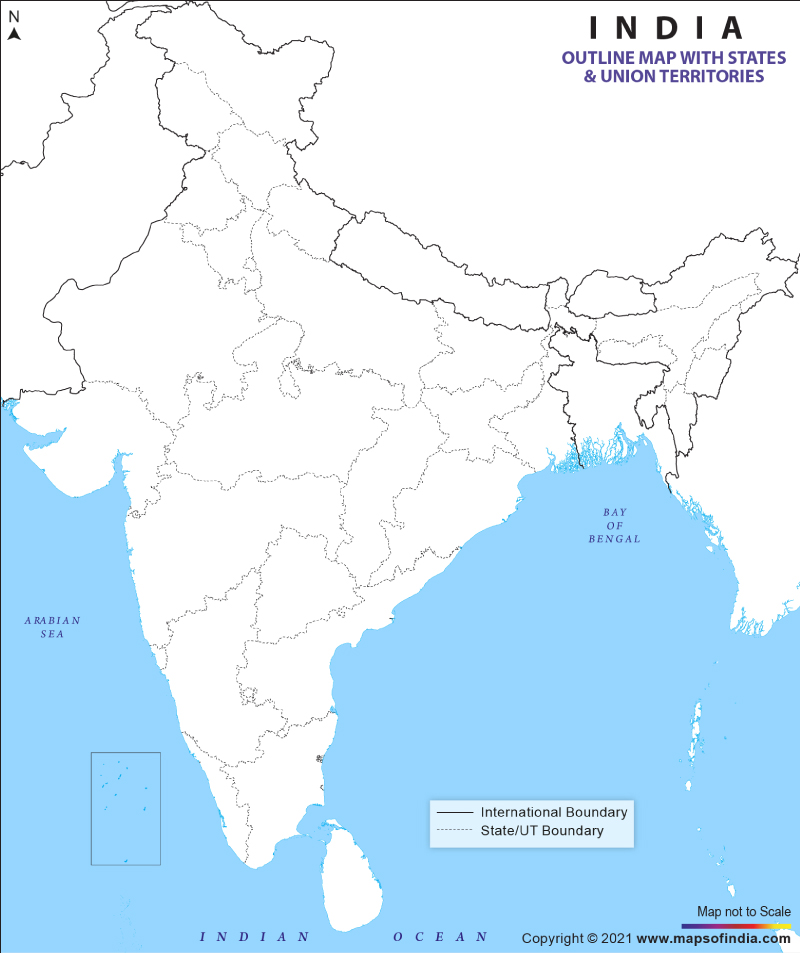 N
INDIA
OUTLINE MAP WITH STATES
& UNION TERRITORIES
BAY
OF
BENGAL
ARABIAN
SEA
International Boundary
State/UT Boundary
Map not to Scale
INDIAN OCEAN
Copyright © 2021 www.mapsofindia.com